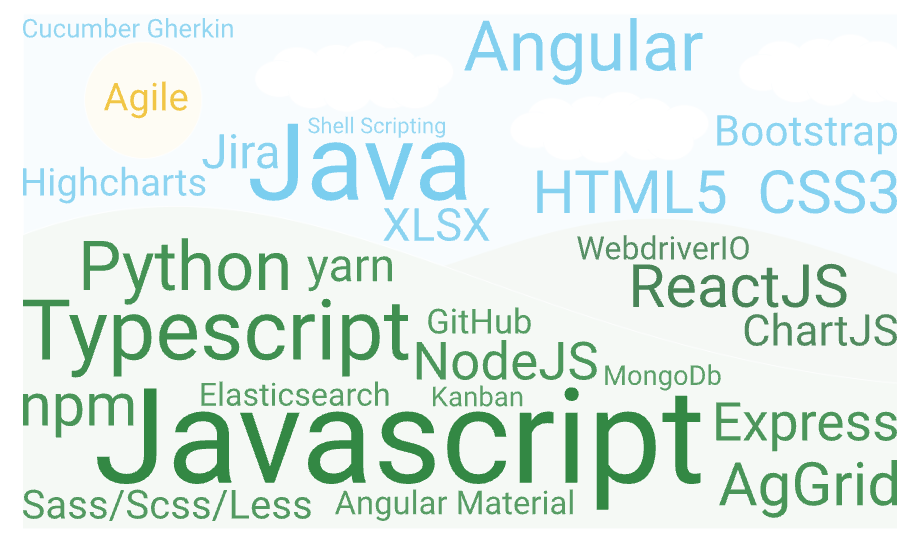 Cucumber Gherkin
Angular
Agile
Shell Scripting
Bootstrap
Jira
Java
Highcharts
HTML5
CSS3
XLSX
WebdriverIO
Python
yarn
ReactJS
Typescript
GitHub
ChartJS
NodeJS
MongoDb
Elasticsearch
Kanban
npm
Javascript
Express
AgGrid
Sass/Scss/Less
Angular Material